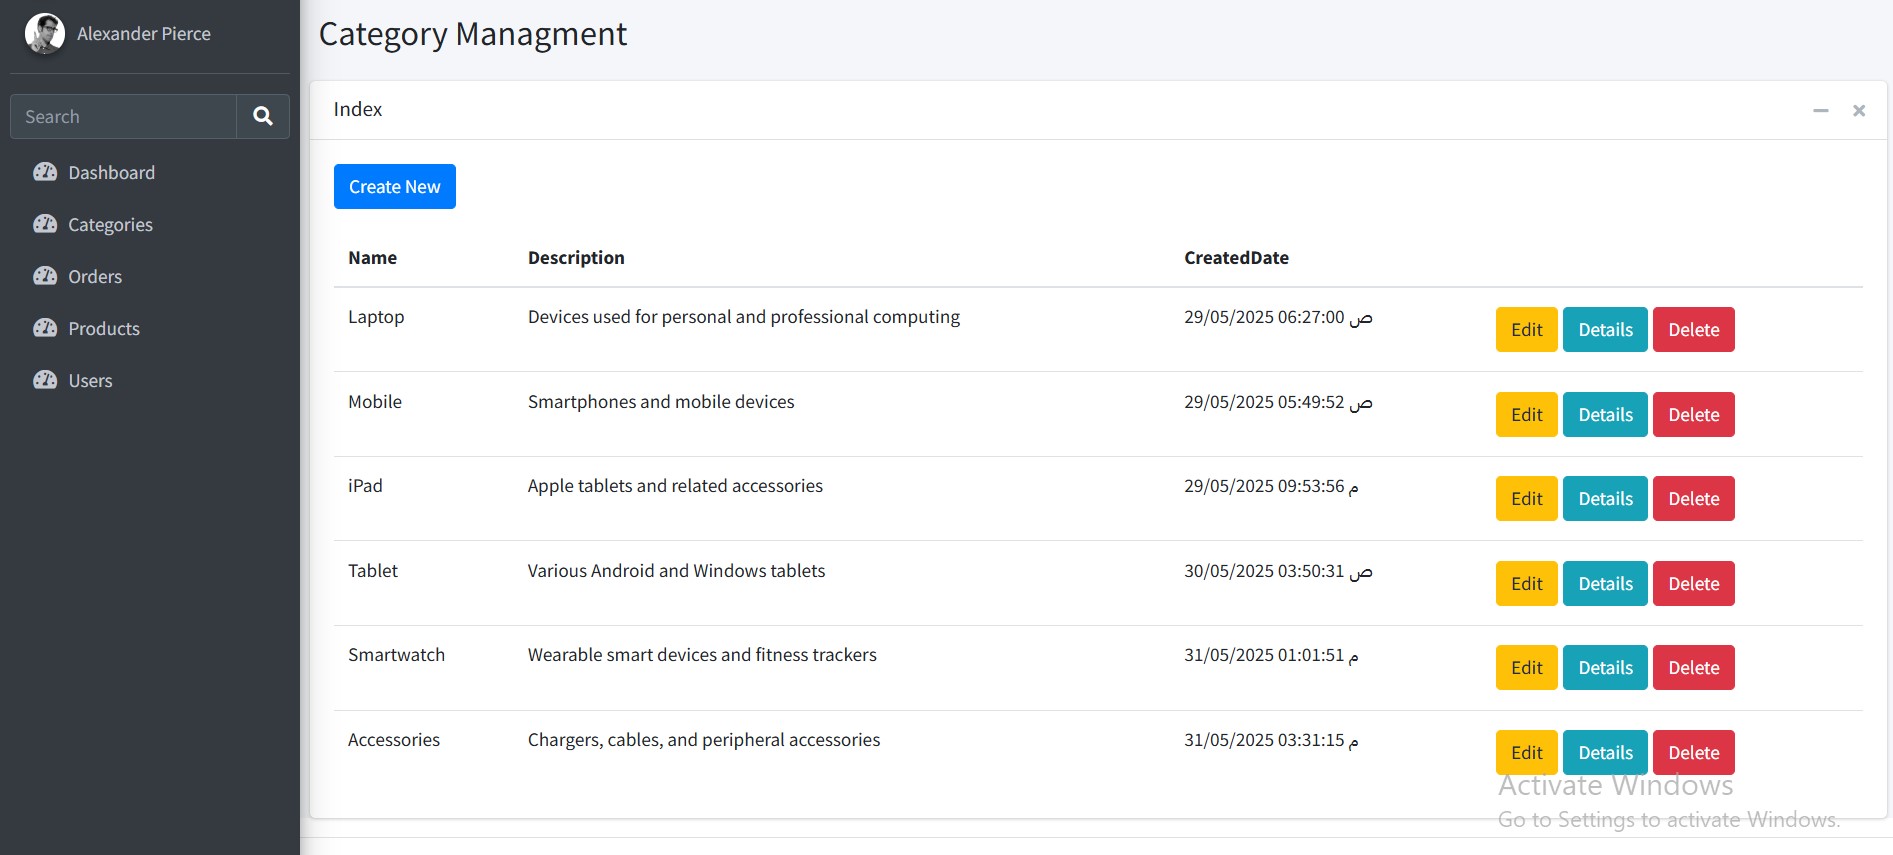 Alexander Pierce
Search
Dashboard
Categories
Orders
Products
Users
Category Managment
Index
Create New
Name Description CreatedDate
Laptop Devices used for personal and professional computing 29/05/2025 06:27:00 ص Edit Details Delete
Mobile Smartphones and mobile devices 29/05/2025 05:49:52 ص Edit Details Delete
iPad Apple tablets and related accessories 29/05/2025 09:53:56 م Edit Details Delete
Tablet Various Android and Windows tablets 30/05/2025 03:50:31 ص Edit Details Delete
Smartwatch Wearable smart devices and fitness trackers 31/05/2025 01:01:51 م Edit Details Delete
Accessories Chargers, cables, and peripheral accessories 31/05/2025 03:31:15 م Edit Details Delete
Activate Windows
Go to Settings to activate Windows.